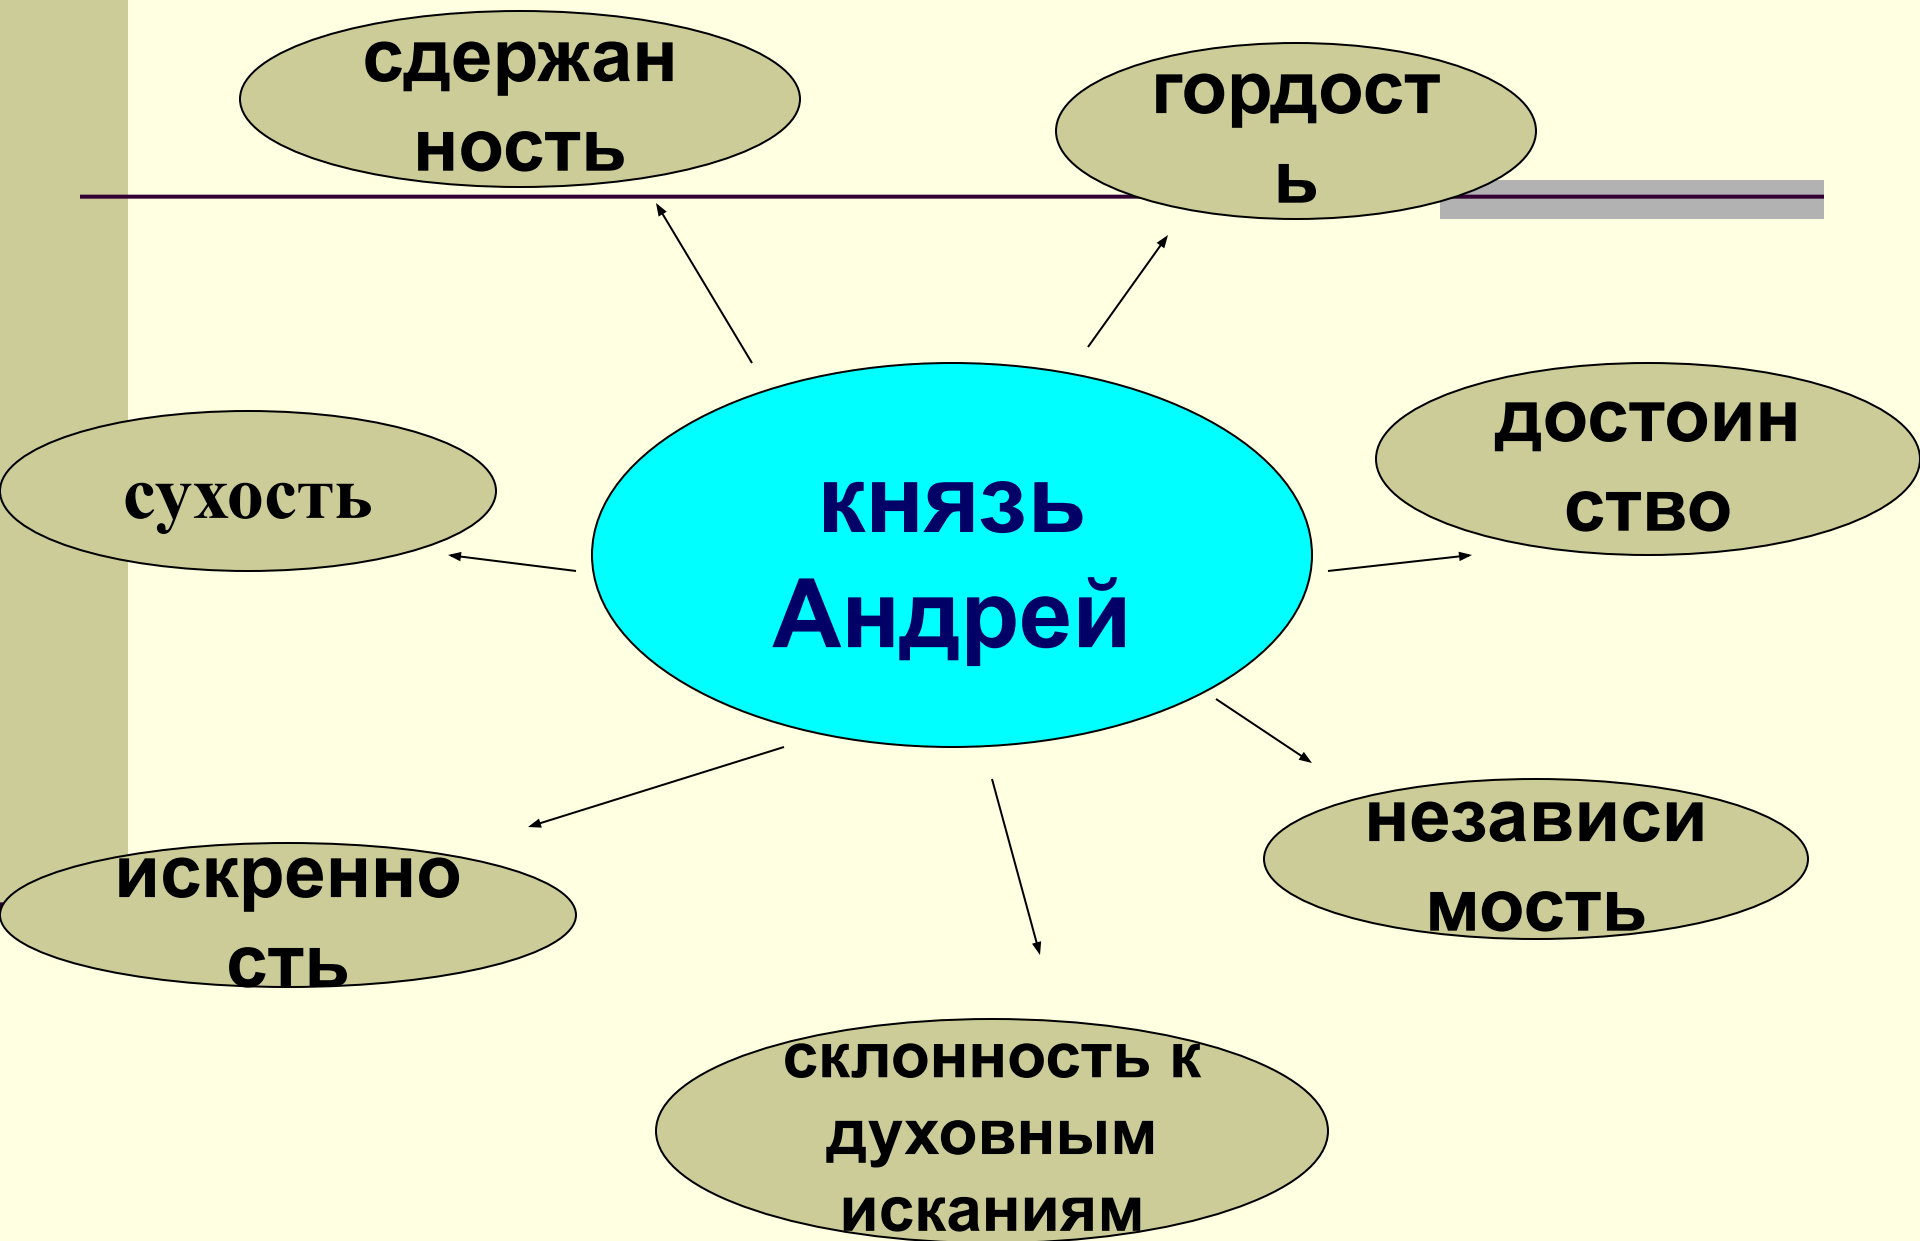 сдержан
ность
гордост
ь
достоин
ство
сухость
князь
Андрей
независи
мость
искренно
сть
склонность к
духовным
исканиям